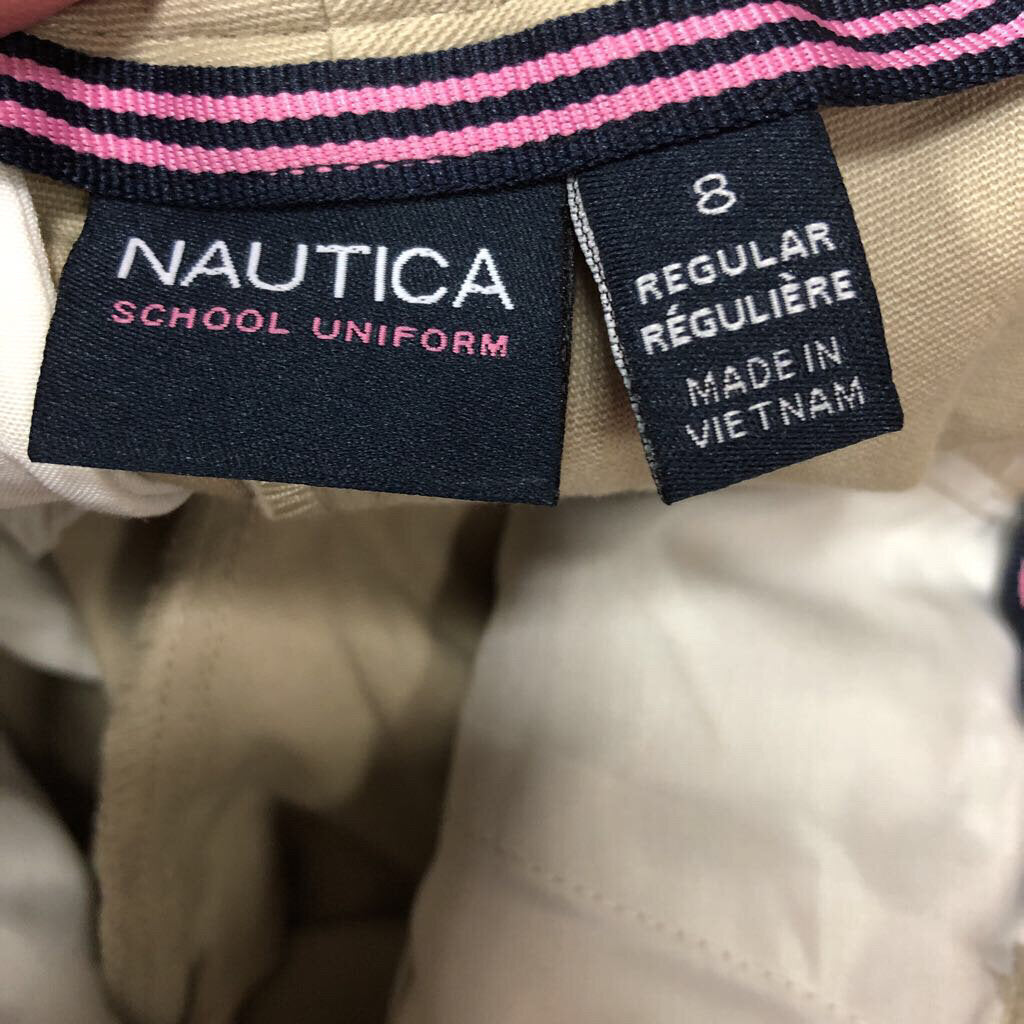 NAUTICA
SCHOOL UNIFORM
8
REGULAR
RÉGULIÈRE
MADE IN
VIETNAM